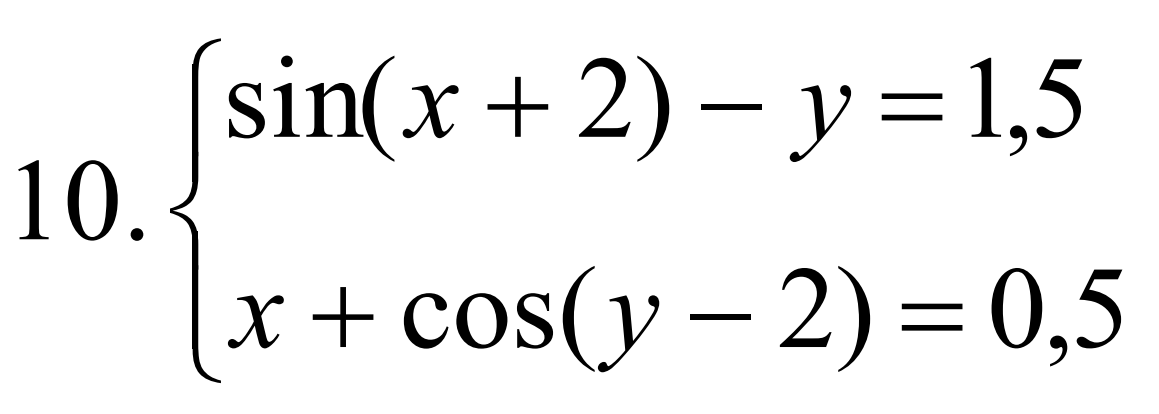 sin(x + 2) − y = 1,5
10.
x + cos(y − 2) = 0,5